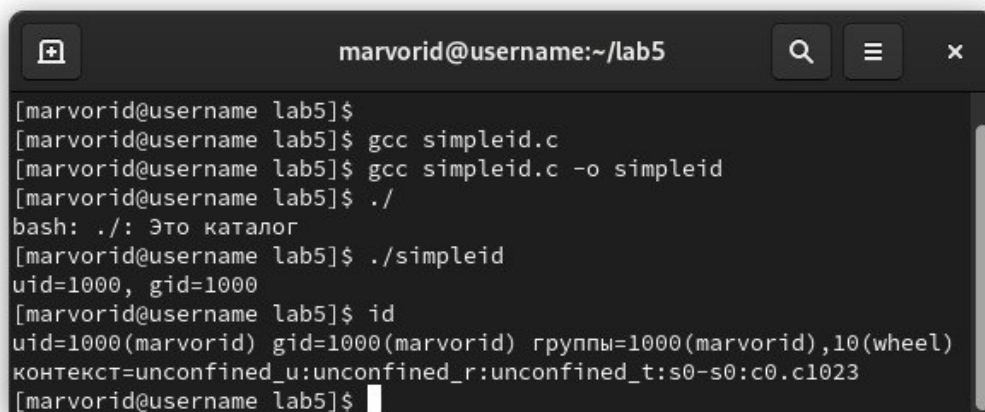 marvorid@username:~/lab5
[marvorid@username lab5]$
[marvorid@username lab5]$ gcc simpleid.c
[marvorid@username lab5]$ gcc simpleid.c -o simpleid
[marvorid@username lab5]$ ./
bash: ./: Это каталог
[marvorid@username lab5]$ ./simpleid
uid=1000, gid=1000
[marvorid@username lab5]$ id
uid=1000(marvorid) gid=1000(marvorid) группы=1000(marvorid),10(wheel)
контекст=unconfined_u:unconfined_r:unconfined_t:s0-s0:c0.c1023
[marvorid@username lab5]$